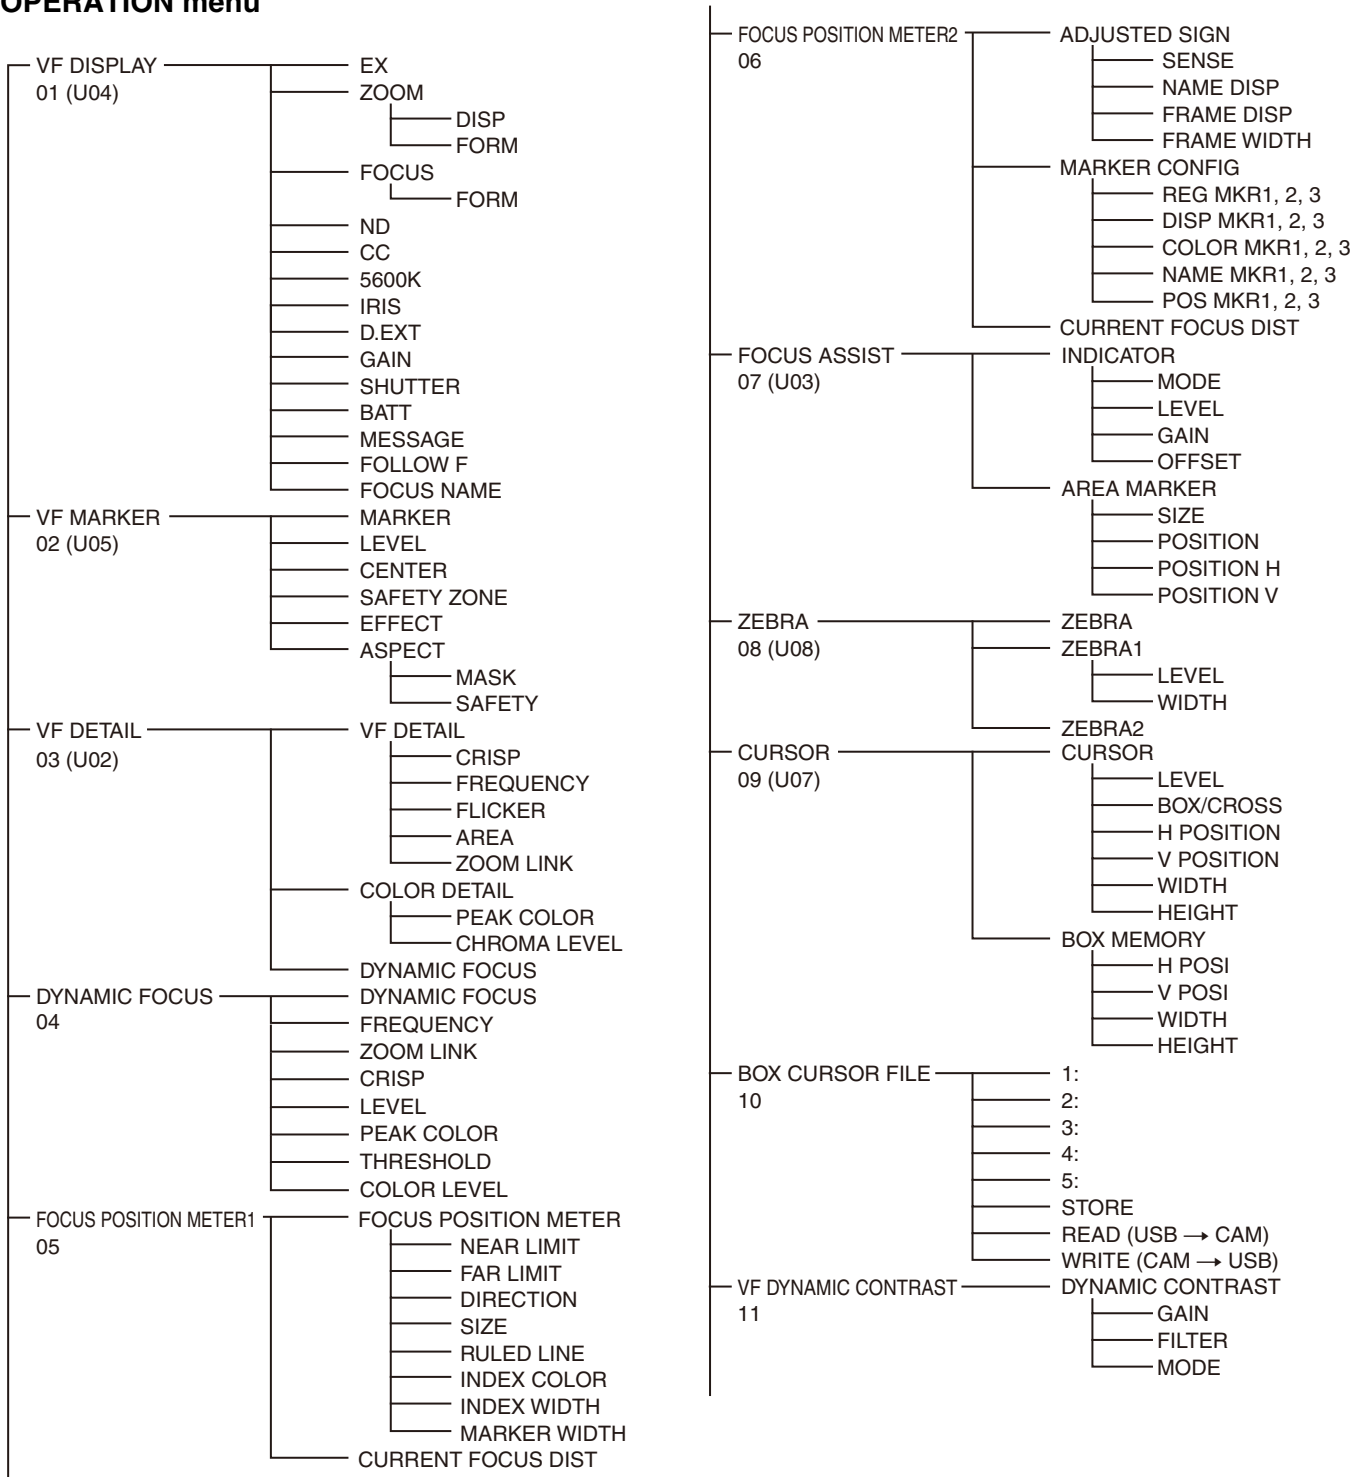 OPERATION menu
VF DISPLAY
01 (U04)
EX
ZOOM
DISP
FORM
FOCUS
FORM
ND
CC
5600K
IRIS
D.EXT
GAIN
SHUTTER
BATT
MESSAGE
FOLLOW F
FOCUS NAME
VF MARKER
02 (U05)
MARKER
LEVEL
CENTER
SAFETY ZONE
EFFECT
ASPECT
MASK
SAFETY
VF DETAIL
03 (U02)
VF DETAIL
CRISP
FREQUENCY
FLICKER
AREA
ZOOM LINK
COLOR DETAIL
PEAK COLOR
CHROMA LEVEL
DYNAMIC FOCUS
DYNAMIC FOCUS
04
DYNAMIC FOCUS
FREQUENCY
ZOOM LINK
CRISP
LEVEL
PEAK COLOR
THRESHOLD
COLOR LEVEL
FOCUS POSITION METER1
05
FOCUS POSITION METER
NEAR LIMIT
FAR LIMIT
DIRECTION
SIZE
RULED LINE
INDEX COLOR
INDEX WIDTH
MARKER WIDTH
CURRENT FOCUS DIST
FOCUS POSITION METER2
06
ADJUSTED SIGN
SENSE
NAME DISP
FRAME DISP
FRAME WIDTH
MARKER CONFIG
REG MKR1, 2, 3
DISP MKR1, 2, 3
COLOR MKR1, 2, 3
NAME MKR1, 2, 3
POS MKR1, 2, 3
CURRENT FOCUS DIST
FOCUS ASSIST
07 (U03)
INDICATOR
MODE
LEVEL
GAIN
OFFSET
AREA MARKER
SIZE
POSITION
POSITION H
POSITION V
ZEBRA
08 (U08)
ZEBRA
ZEBRA1
LEVEL
WIDTH
ZEBRA2
CURSOR
09 (U07)
CURSOR
LEVEL
BOX/CROSS
H POSITION
V POSITION
WIDTH
HEIGHT
BOX MEMORY
H POSI
V POSI
WIDTH
HEIGHT
BOX CURSOR FILE
10
1:
2:
3:
4:
5:
STORE
READ (USB → CAM)
WRITE (CAM → USB)
VF DYNAMIC CONTRAST
11
DYNAMIC CONTRAST
GAIN
FILTER
MODE